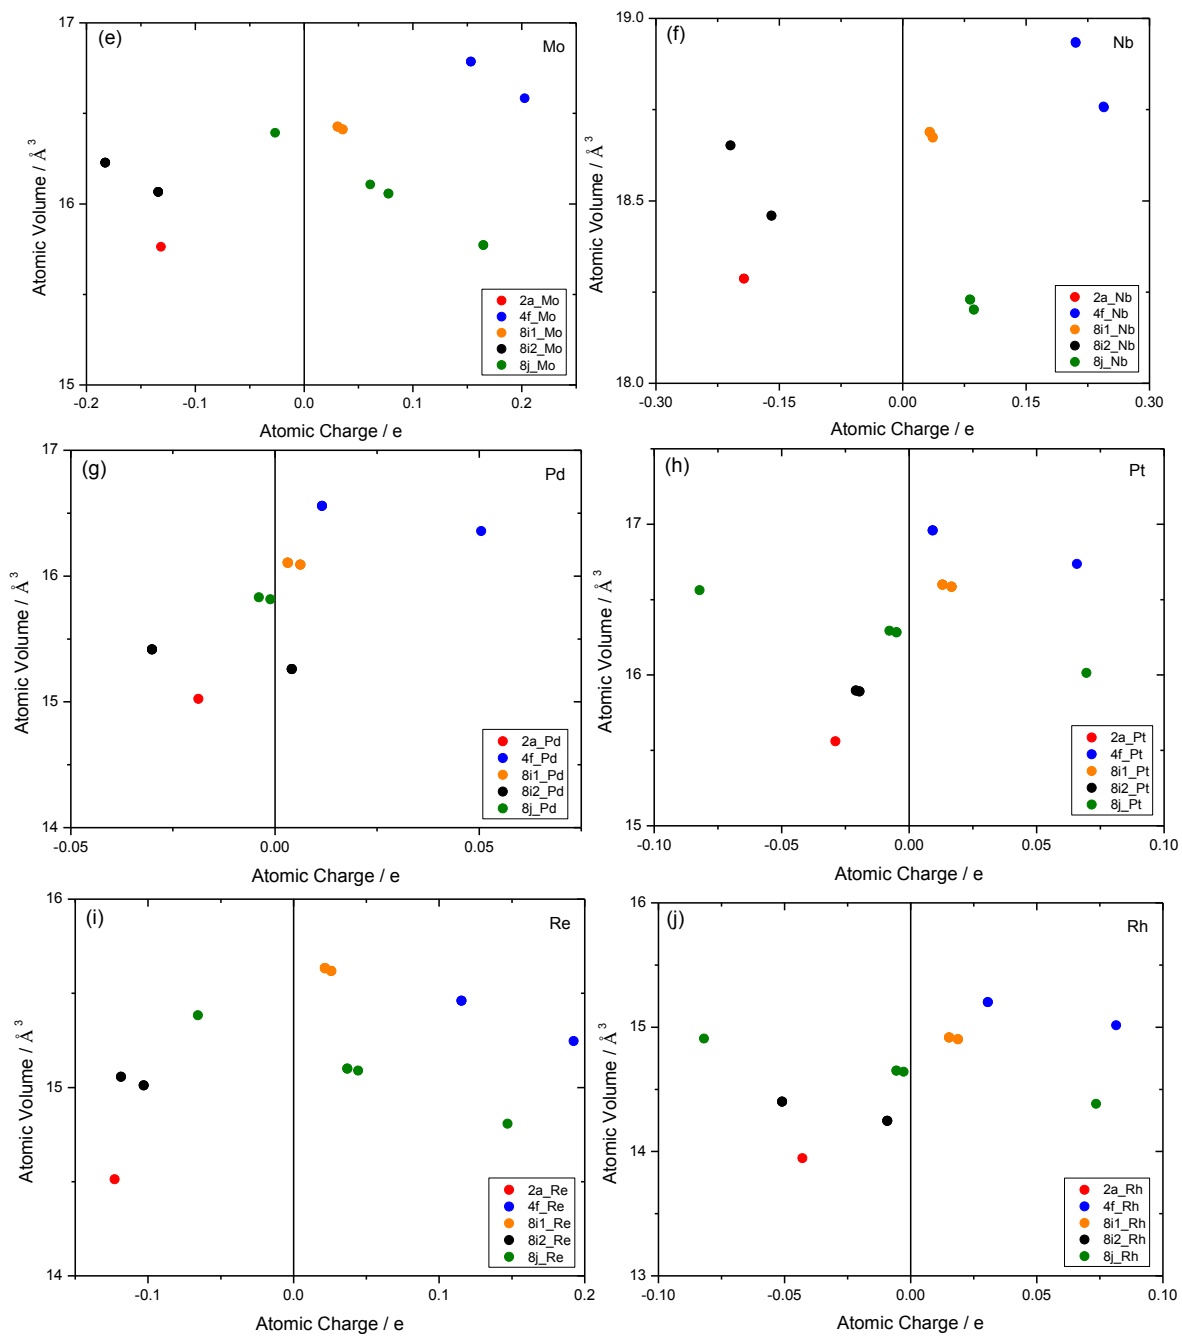 (e)
Mo
17
16
15
-0.2
-0.1
0.0
0.1
0.2
Atomic Charge / e
Atomic Volume / Å 3
2a_Mo
4f_Mo
8i1_Mo
8i2_Mo
8j_Mo
(f)
Nb
19.0
18.5
18.0
-0.30
-0.15
0.00
0.15
0.30
Atomic Charge / e
Atomic Volume / Å 3
2a_Nb
4f_Nb
8i1_Nb
8i2_Nb
8j_Nb
(g)
Pd
17
16
15
14
-0.05
0.00
0.05
Atomic Charge / e
Atomic Volume / Å 3
2a_Pd
4f_Pd
8i1_Pd
8i2_Pd
8j_Pd
(h)
Pt
17
16
15
-0.10
-0.05
0.00
0.05
0.10
Atomic Charge / e
Atomic Volume / Å 3
2a_Pt
4f_Pt
8i1_Pt
8i2_Pt
8j_Pt
(i)
Re
16
15
14
-0.1
0.0
0.1
0.2
Atomic Charge / e
Atomic Volume / Å 3
2a_Re
4f_Re
8i1_Re
8i2_Re
8j_Re
(j)
Rh
16
15
14
13
-0.10
-0.05
0.00
0.05
0.10
Atomic Charge / e
Atomic Volume / Å 3
2a_Rh
4f_Rh
8i1_Rh
8i2_Rh
8j_Rh